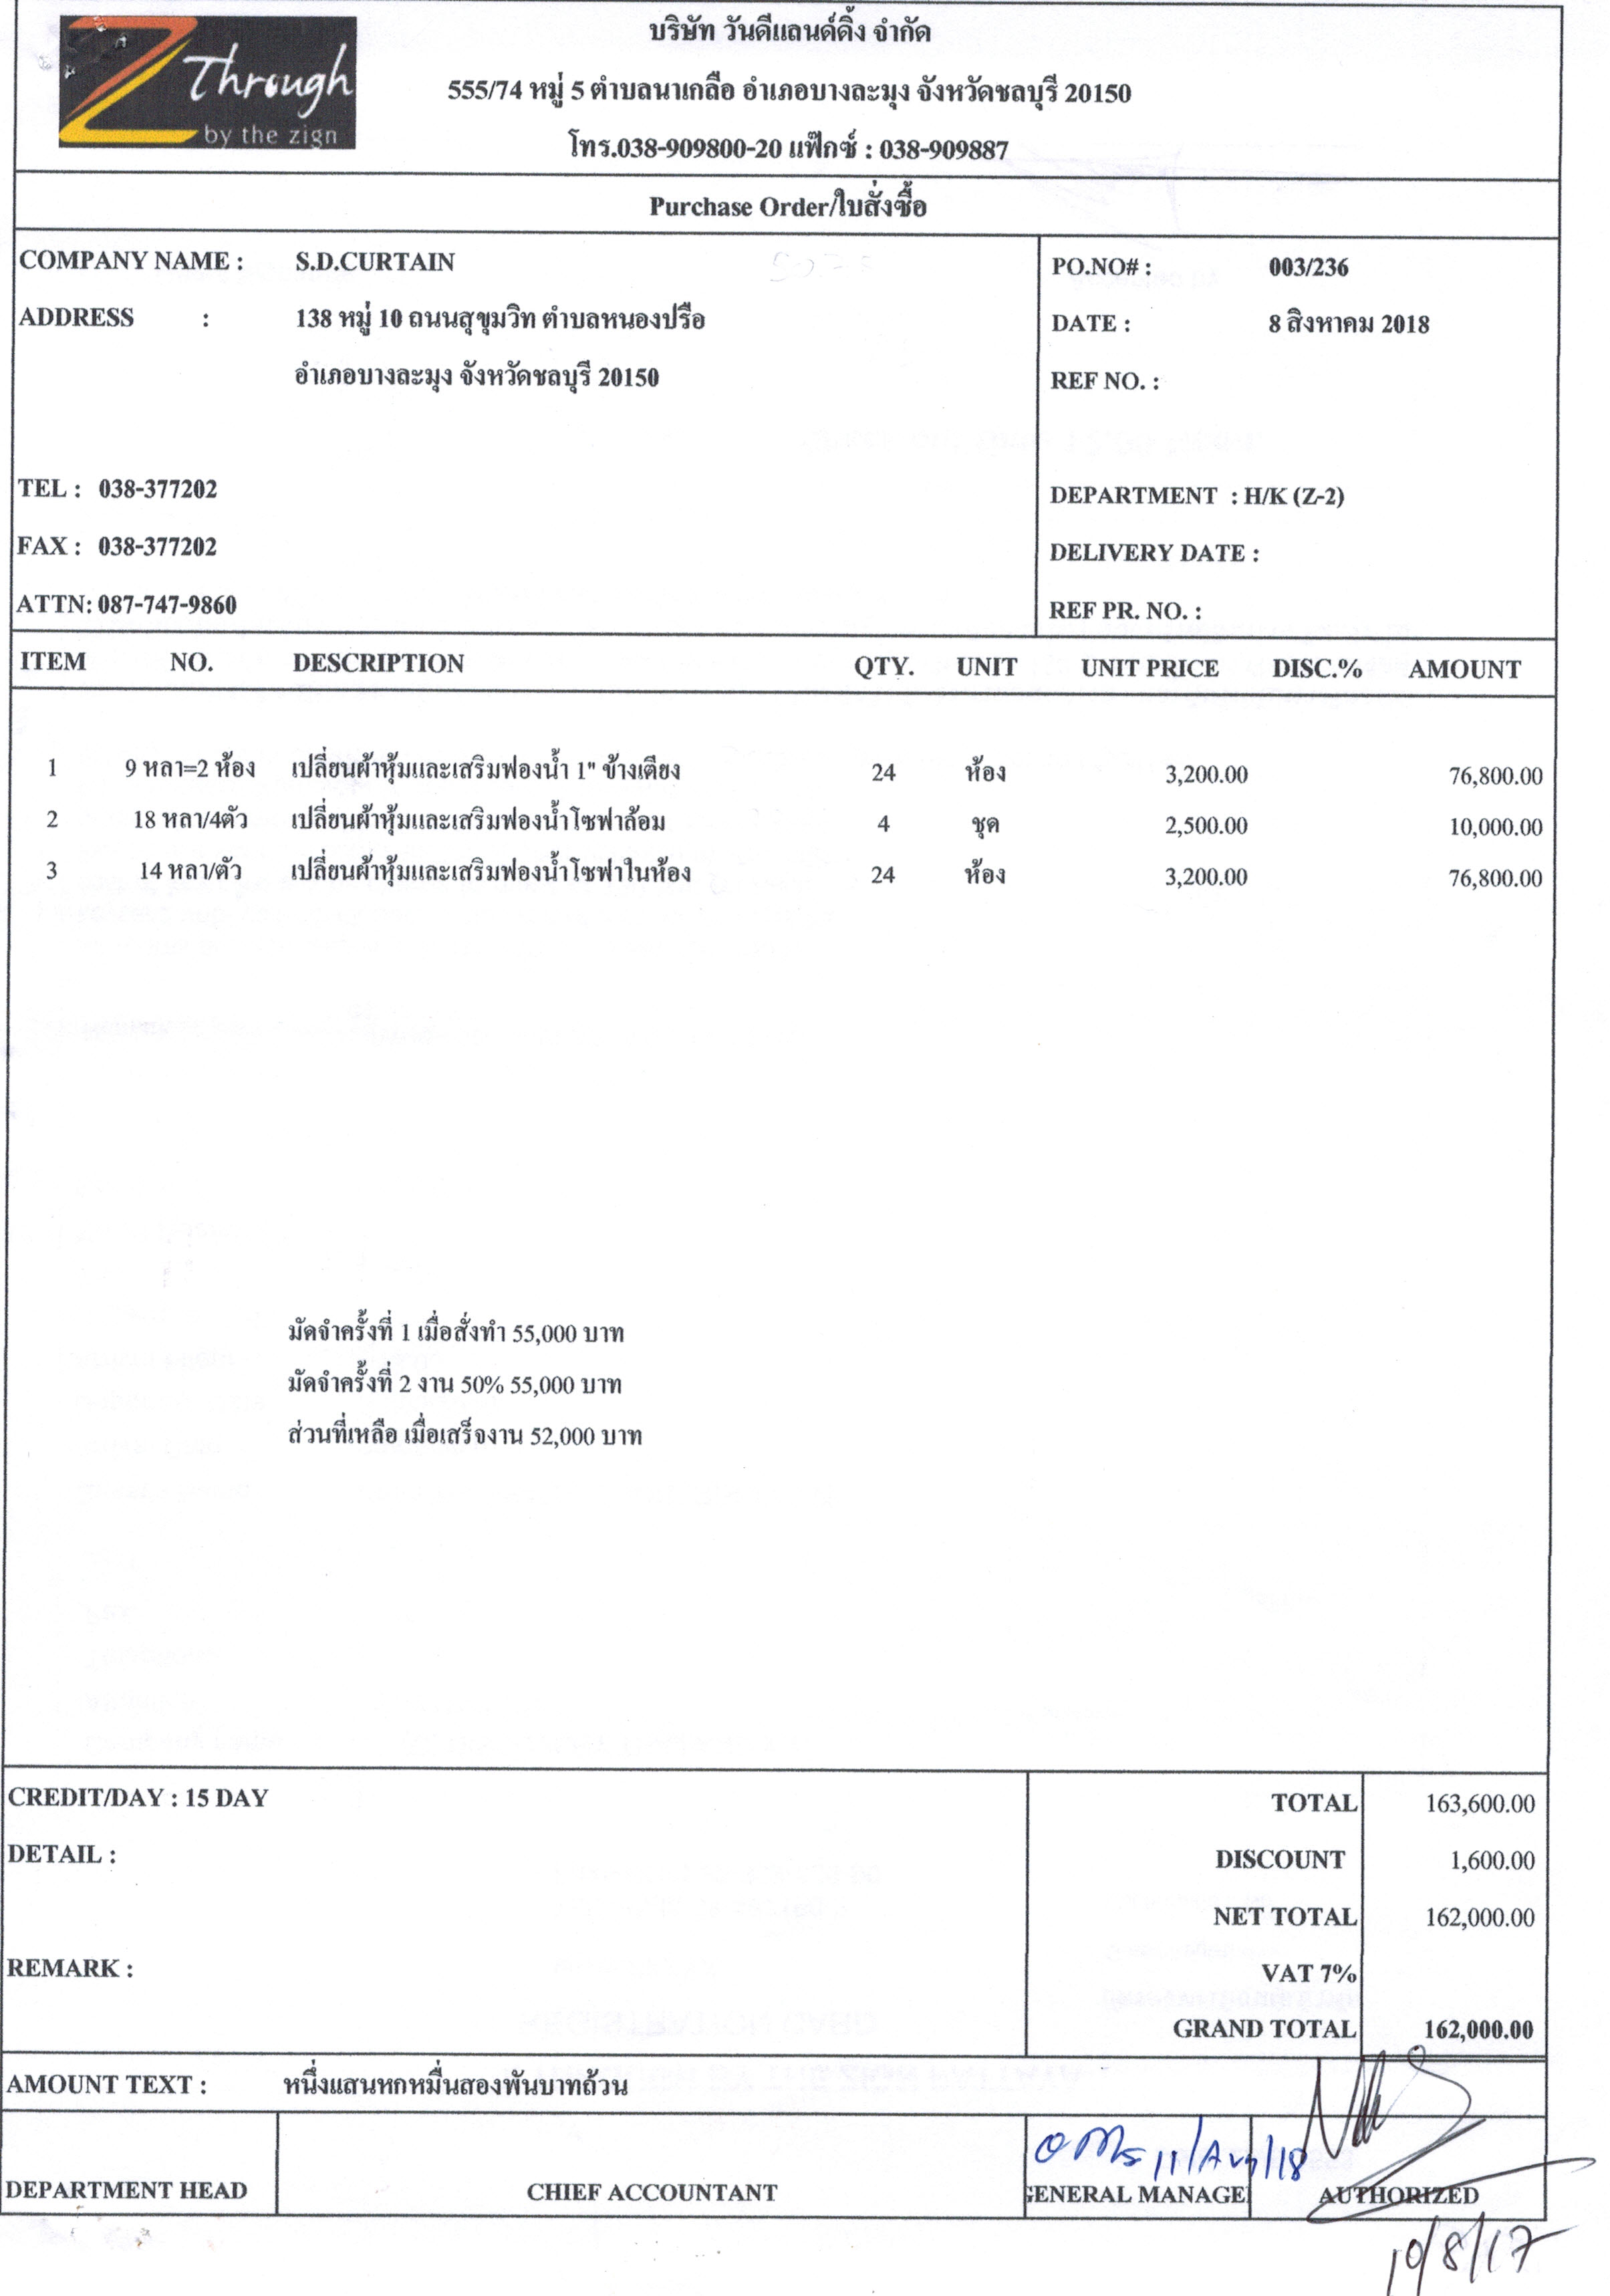 Z Through
by the zign
บริษัท วันดีแลนด์ดิ้ง จำกัด
555/74 หมู่ 5 ตำบลนาเกลือ อำเภอบางละมุง จังหวัดชลบุรี 20150
โทร.038-909800-20 แฟ๊กซ์ : 038-909887
Purchase Order/ใบสั่งซื้อ
COMPANY NAME : S.D.CURTAIN PO.NO# : 003/236
ADDRESS : 138 หมู่ 10 ถนนสุขุมวิท ตำบลหนองปรือ DATE : 8 สิงหาคม 2018
อำเภอบางละมุง จังหวัดชลบุรี 20150 REF NO. :
TEL : 038-377202 DEPARTMENT : H/K (Z-2)
FAX : 038-377202 DELIVERY DATE :
ATTN: 087-747-9860 REF PR. NO. :
ITEM NO. DESCRIPTION QTY. UNIT UNIT PRICE DISC.% AMOUNT
1 9 หลา=2 ห้อง เปลี่ยนผ้าหุ้มและเสริมฟองน้ำ 1" ข้างเตียง 24 ห้อง 3,200.00 76,800.00
2 18 หลา/4ตัว เปลี่ยนผ้าหุ้มและเสริมฟองน้ำโซฟาล้อม 4 ชุด 2,500.00 10,000.00
3 14 หลา/ตัว เปลี่ยนผ้าหุ้มและเสริมฟองน้ำโซฟาในห้อง 24 ห้อง 3,200.00 76,800.00
มัดจำครั้งที่ 1 เมื่อสั่งทำ 55,000 บาท
มัดจำครั้งที่ 2 งาน 50% 55,000 บาท
ส่วนที่เหลือ เมื่อเสร็จงาน 52,000 บาท
CREDIT/DAY : 15 DAY TOTAL 163,600.00
DETAIL : DISCOUNT 1,600.00
NET TOTAL 162,000.00
REMARK : VAT 7%
GRAND TOTAL 162,000.00
AMOUNT TEXT : หนึ่งแสนหกหมื่นสองพันบาทถ้วน
11/Aug/18
DEPARTMENT HEAD CHIEF ACCOUNTANT GENERAL MANAGE AUTHORIZED
10/8/17